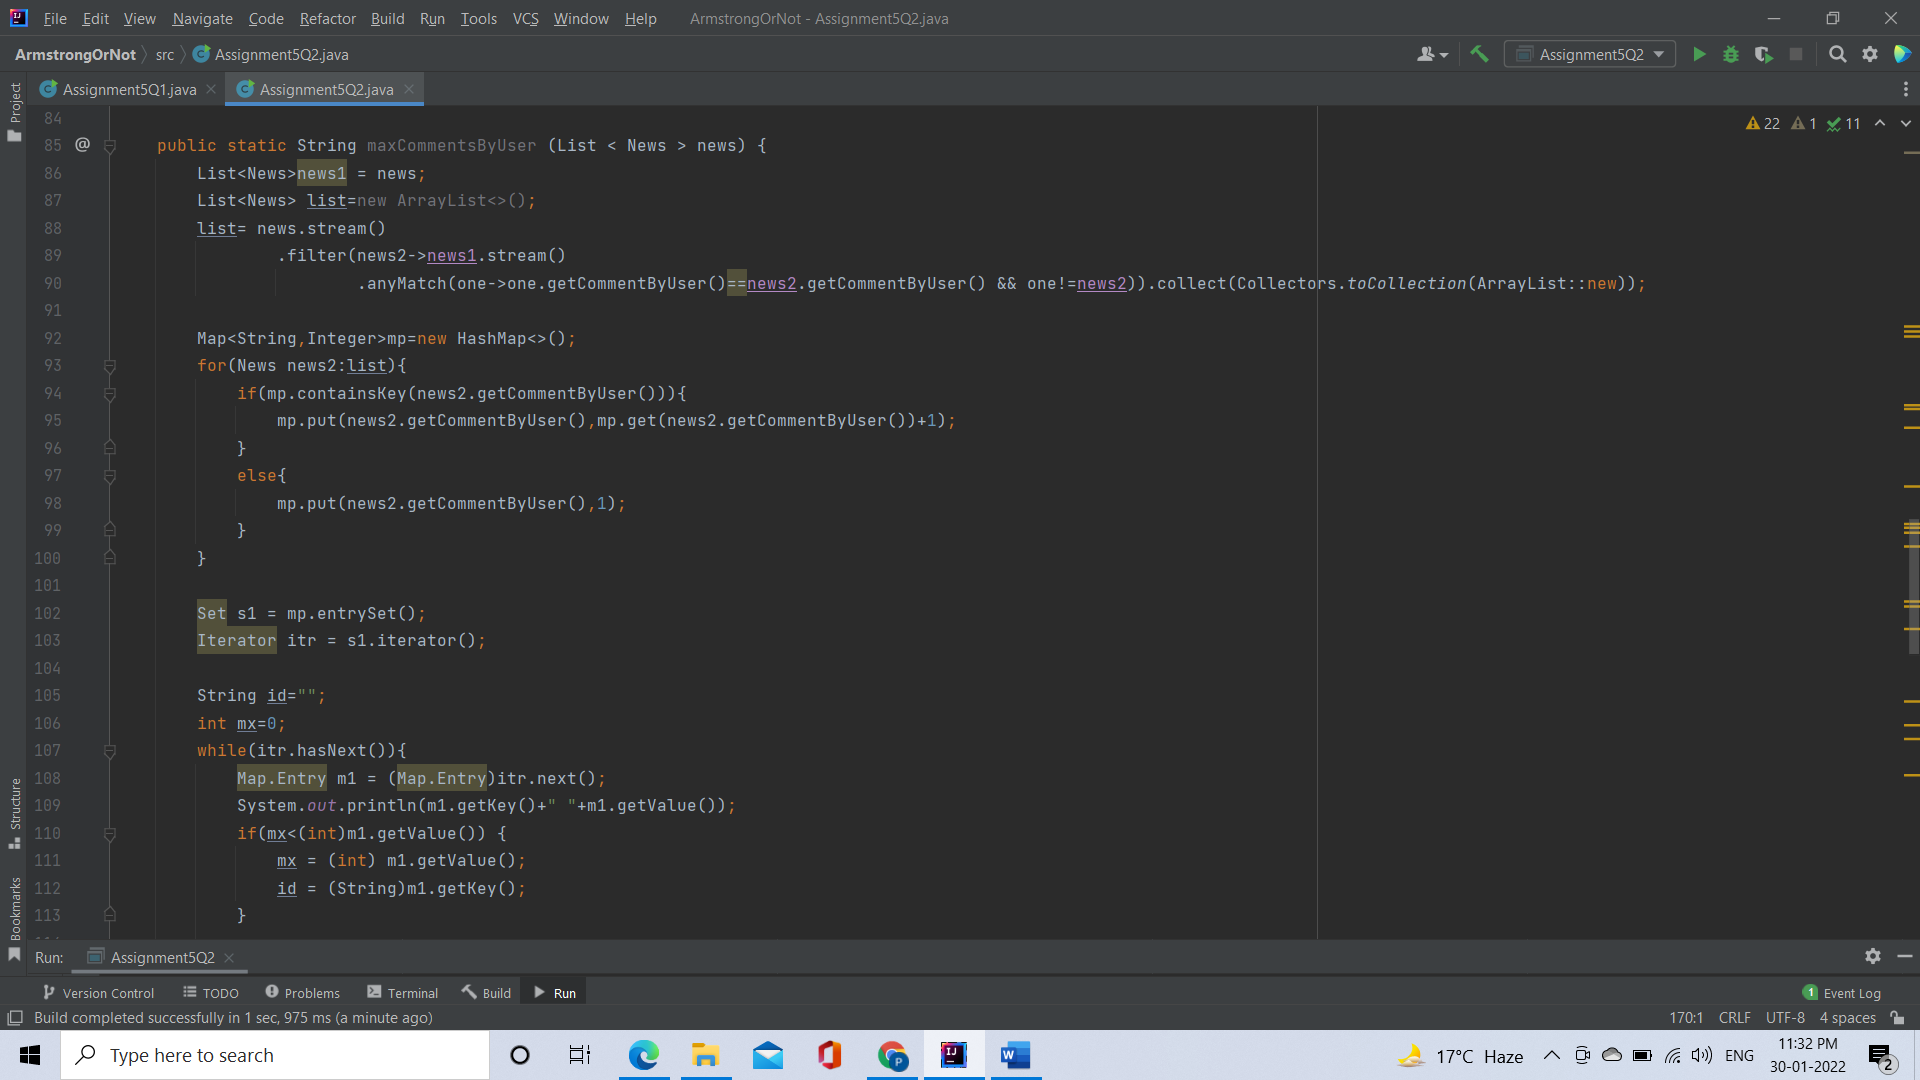 File Edit View Navigate Code Refactor Build Run Tools VCS Window Help ArmstrongOrNot - Assignment5Q2.java
ArmstrongOrNot src Assignment5Q2.java Assignment5Q2
Project
Assignment5Q1.java Assignment5Q2.java
22 1 11
84
85 @ public static String maxCommentsByUser (List < News > news) {
86 List<News>news1 = news;
87 List<News> list=new ArrayList<>();
88 list= news.stream()
89 .filter(news2->news1.stream()
90 .anyMatch(one->one.getCommentByUser()==news2.getCommentByUser() && one!=news2)).collect(Collectors.toCollection(ArrayList::new));
91
92 Map<String,Integer>mp=new HashMap<>();
93 for(News news2:list){
94 if(mp.containsKey(news2.getCommentByUser())){
95 mp.put(news2.getCommentByUser(),mp.get(news2.getCommentByUser())+1);
96 }
97 else{
98 mp.put(news2.getCommentByUser(),1);
99 }
100 }
101
102 Set s1 = mp.entrySet();
103 Iterator itr = s1.iterator();
104
105 String id="";
106 int mx=0;
107 while(itr.hasNext()){
108 Map.Entry m1 = (Map.Entry)itr.next();
109 System.out.println(m1.getKey()+" "+m1.getValue());
110 if(mx<(int)m1.getValue()) {
111 mx = (int) m1.getValue();
112 id = (String)m1.getKey();
113 }
Structure
Bookmarks
Run: Assignment5Q2
Version Control TODO Problems Terminal Build Run 1 Event Log
Build completed successfully in 1 sec, 975 ms (a minute ago) 170:1 CRLF UTF-8 4 spaces
Type here to search 17°C Haze ENG 11:32 PM
30-01-2022 2